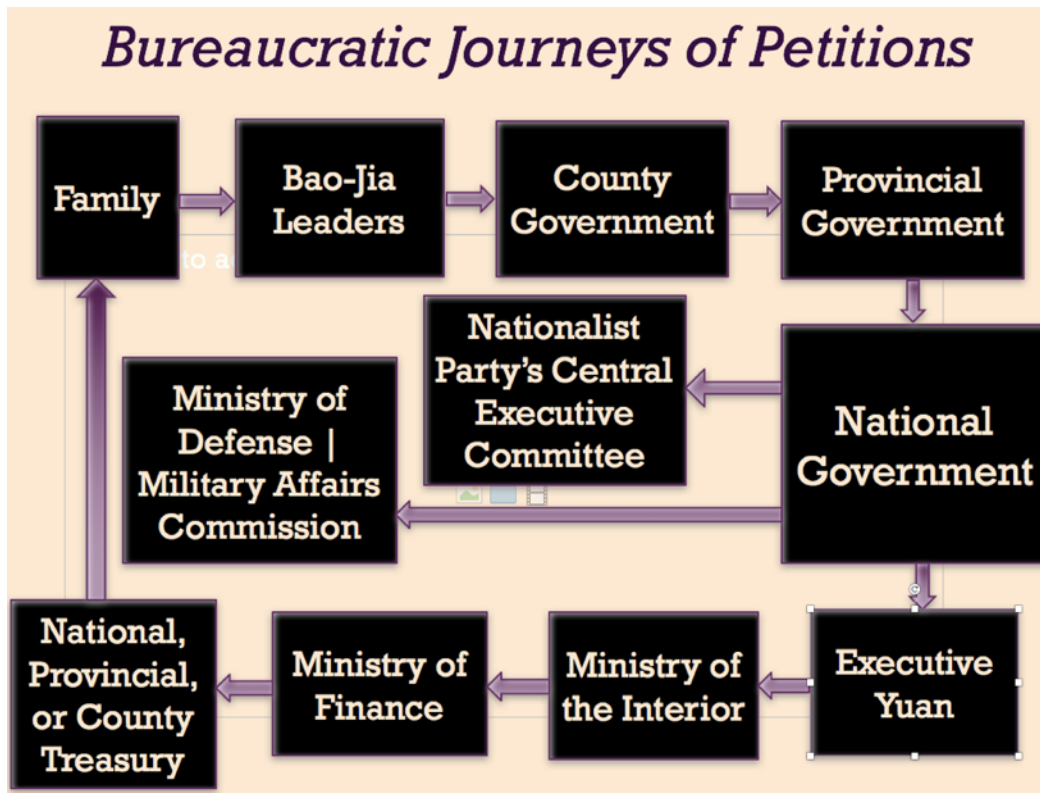 Bureaucratic Journeys of Petitions
Family
Bao-Jia
Leaders
County
Government
Provincial
Government
to a
Nationalist
Party's Central
Executive
Committee
Ministry of
Defense |
Military Affairs
Commission
National
Government
National,
Provincial,
or County
Treasury
Ministry of
Finance
Ministry of
the Interior
Executive
Yuan